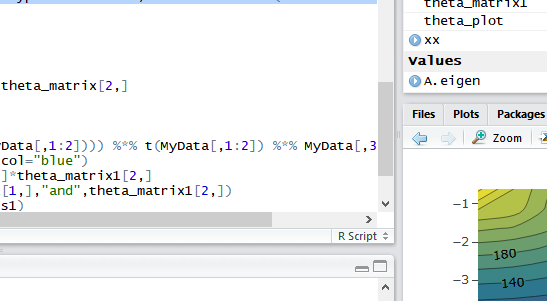 theta_matrix[2,]
Data[,1:2]))) %*% t(MyData[,1:2]) %*% MyData[,3
col="blue")
]*theta_matrix1[2,]
[1,],"and",theta_matrix1[2,])
s1)
R Script
theta_matrix1
theta_plot
xx
Values
A.eigen
Files Plots Packages
Zoom
−1
−2
−3
180
140